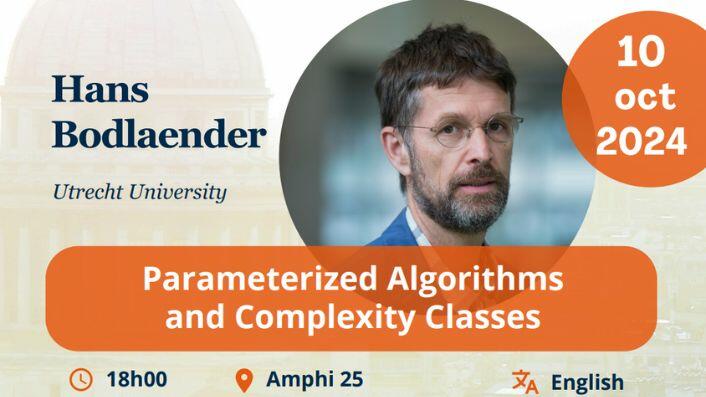 Hans
Bodlaender
Utrecht University
10
oct
2024
Parameterized Algorithms
and Complexity Classes
18h00
Amphi 25
English